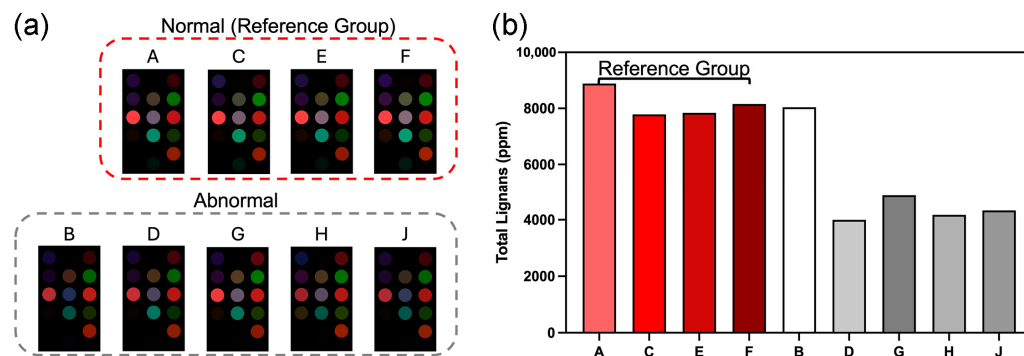 (a)
Normal (Reference Group)
A C E F
Abnormal
B D G H J
(b)
Total Lignans (ppm)
10,000
8000
6000
4000
2000
0
Reference Group
A C E F B D G H J